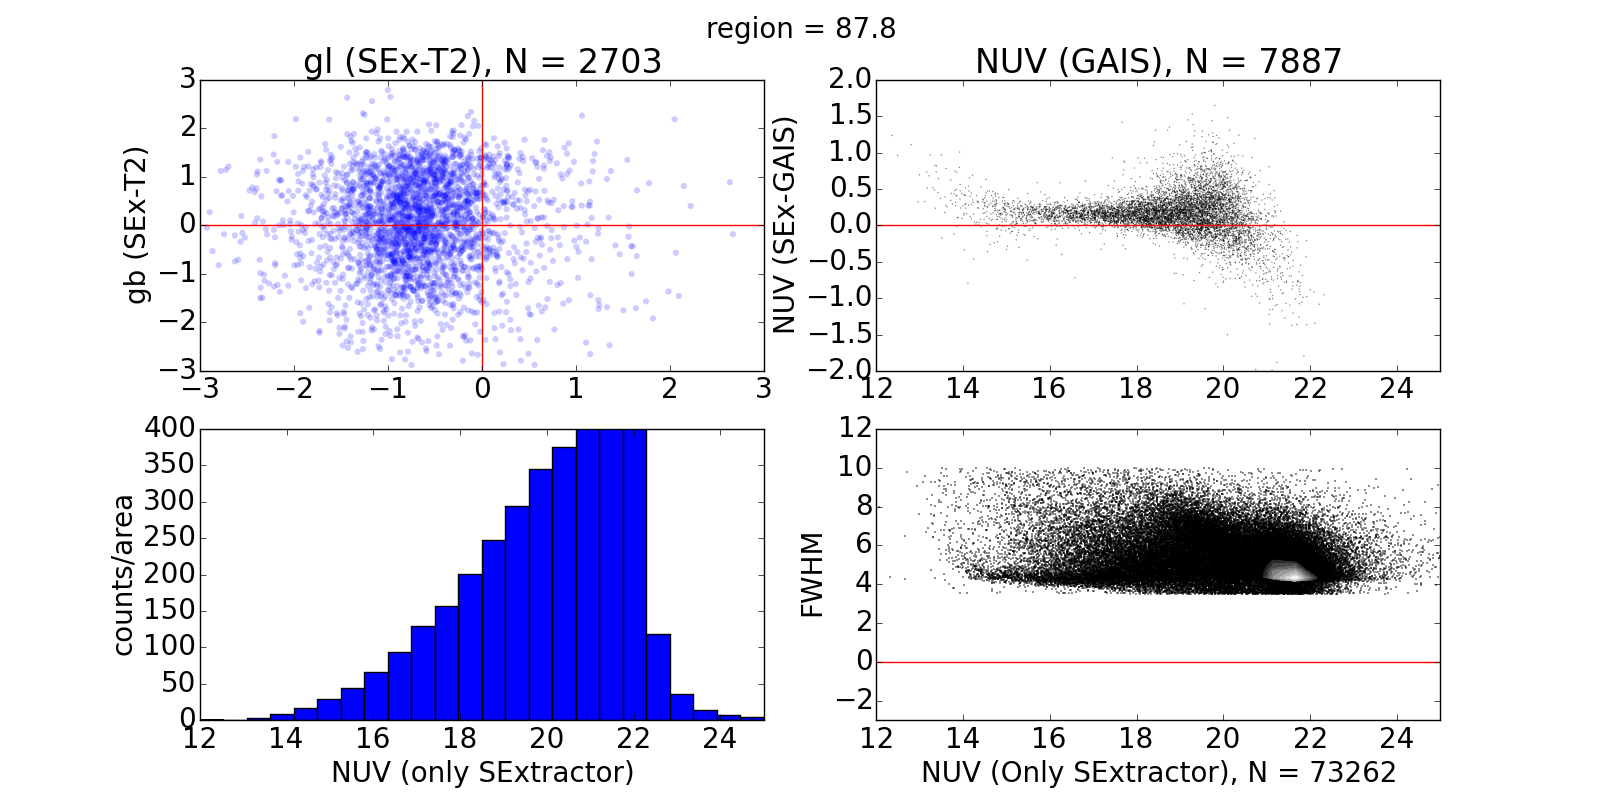 region = 87.8
gl (SEx-T2), N = 2703
NUV (GAIS), N = 7887
3
2
1
0
−1
−2
−3
gb (SEx-T2)
−3 −2 −1 0 1 2 3
2.0
1.5
1.0
0.5
0.0
−0.5
−1.0
−1.5
−2.0
NUV (SEx-GAIS)
12 14 16 18 20 22 24
400
350
300
250
200
150
100
50
0
counts/area
12 14 16 18 20 22 24
NUV (only SExtractor)
12
10
8
6
4
2
0
−2
FWHM
12 14 16 18 20 22 24
NUV (Only SExtractor), N = 73262